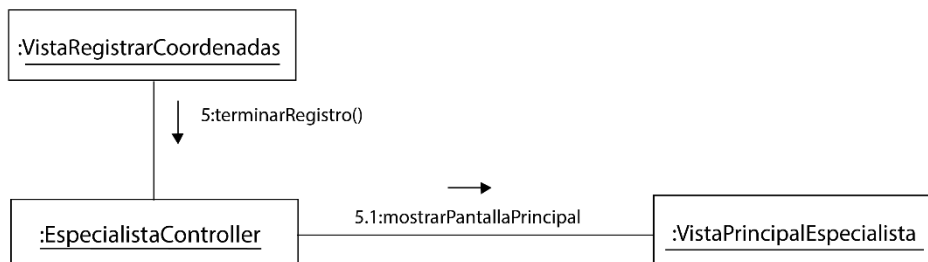 :VistaRegistrarCoordenadas
5:terminarRegistro()
5.1:mostrarPantallaPrincipal
:EspecialistaController
:VistaPrincipalEspecialista